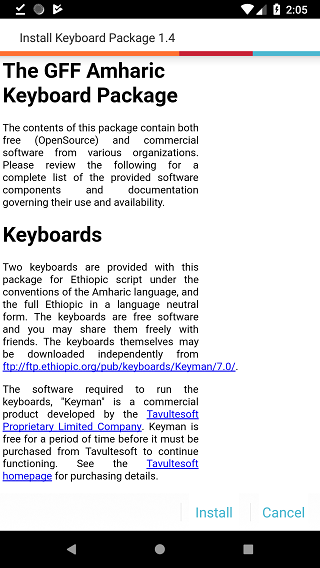 2:05
Install Keyboard Package 1.4
The GFF Amharic
Keyboard Package
The contents of this package contain both
free (OpenSource) and commercial
software from various organizations.
Please review the following for a
complete list of the provided software
components and documentation
governing their use and availability.
Keyboards
Two keyboards are provided with this
package for Ethiopic script under the
conventions of the Amharic language, and
the full Ethiopic in a language neutral
form. The keyboards are free software
and you may share them freely with
friends. The keyboards themselves may
be downloaded independently from
ftp://ftp.ethiopic.org/pub/keyboards/Keyman/7.0/.
The software required to run the
keyboards, "Keyman" is a commercial
product developed by the Tavultesoft
Proprietary Limited Company. Keyman is
free for a period of time before it must be
purchased from Tavultesoft to continue
functioning. See the Tavultesoft
homepage for purchasing details.
Install Cancel